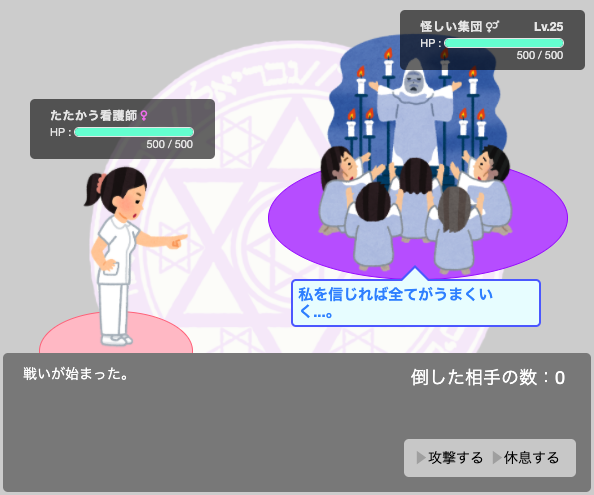 怪しい集団⚤ Lv.25
HP :
500 / 500
たたかう看護師♀
HP :
500 / 500
私を信じれば全てがうまくい
く...。
戦いが始まった。
倒した相手の数：0
▶攻撃する ▶休息する